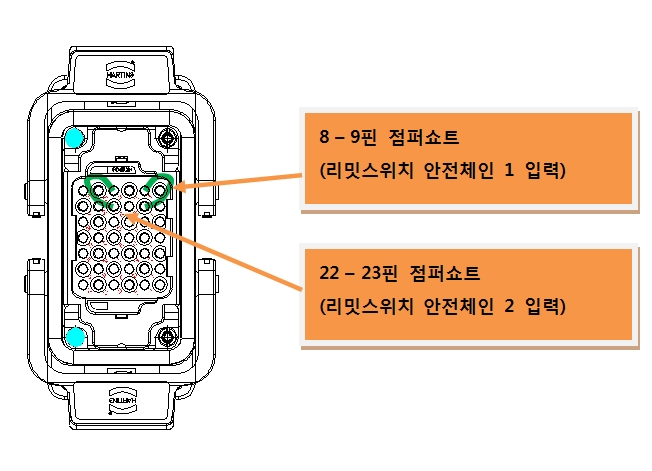 HARTING
8 – 9핀 점퍼쇼트
(리밋스위치 안전체인 1 입력)
22 – 23핀 점퍼쇼트
(리밋스위치 안전체인 2 입력)
HARTING